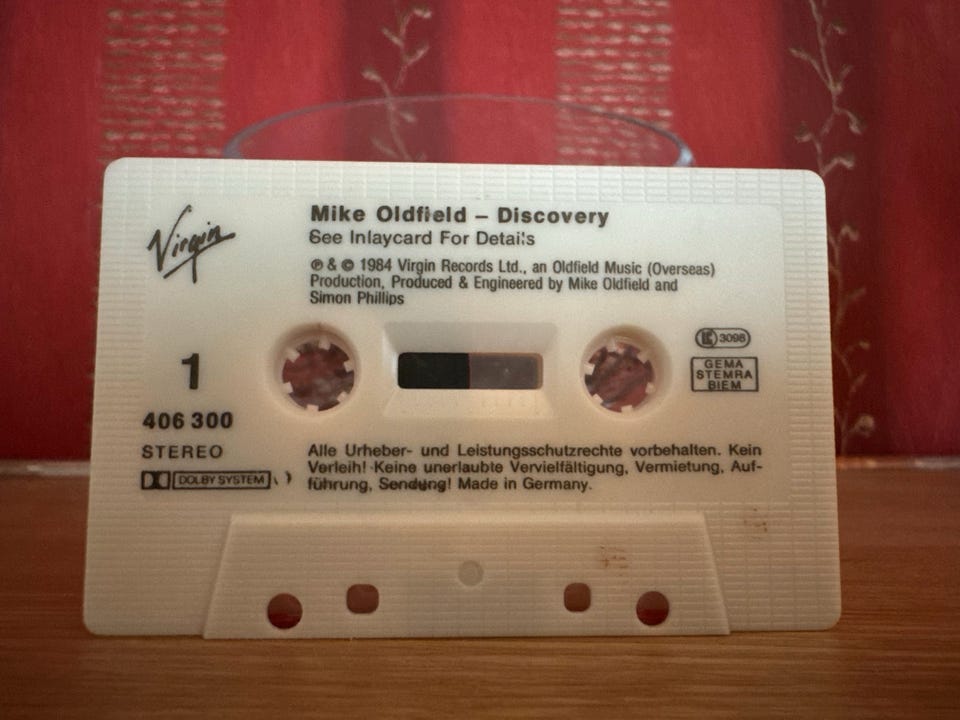 Virgin
Mike Oldfield – Discovery
See Inlaycard For Details
℗ & © 1984 Virgin Records Ltd., an Oldfield Music (Overseas)
Production, Produced & Engineered by Mike Oldfield and
Simon Phillips
1
406 300
STEREO
DOLBY SYSTEM
LC 3098
GEMA
STEMRA
BIEM
Alle Urheber- und Leistungsschutzrechte vorbehalten. Kein
Verleih! Keine unerlaubte Vervielfältigung, Vermietung, Auf-
führung, Sendung! Made in Germany.